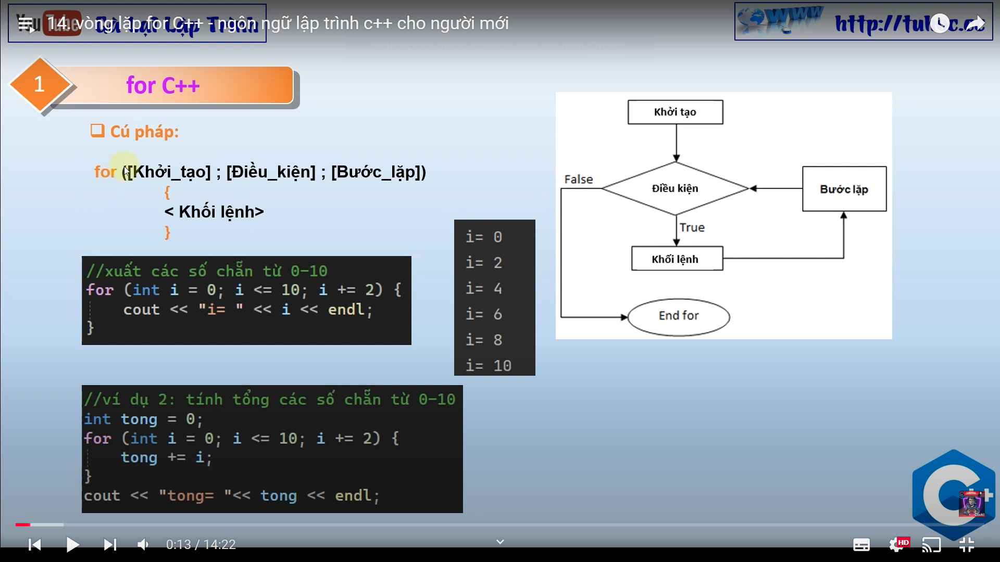 14. vòng lặp for C++ - ngôn ngữ lập trình c++ cho người mới
YouTube
Lập Trình
WWW
1
for C++
Cú pháp:
for ([Khởi_tạo] ; [Điều_kiện] ; [Bước_lặp])
{
< Khối lệnh>
}
//xuất các số chẵn từ 0-10
for (int i = 0; i <= 10; i += 2) {
cout << "i= " << i << endl;
}
i= 0
i= 2
i= 4
i= 6
i= 8
i= 10
Khởi tạo
False
Điều kiện
Bước lặp
True
Khối lệnh
End for
//ví dụ 2: tính tổng các số chẵn từ 0-10
int tong = 0;
for (int i = 0; i <= 10; i += 2) {
tong += i;
}
cout << "tong= "<< tong << endl;
0:13 / 14:22
HD